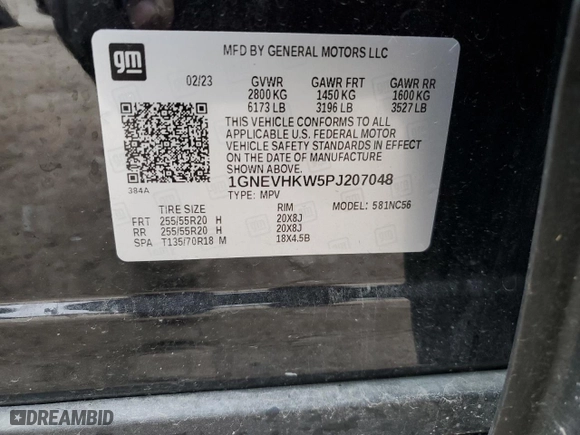 gm
MFD BY GENERAL MOTORS LLC
02/23 GVWR GAWR FRT GAWR RR
2800 KG 1450 KG 1600 KG
6173 LB 3196 LB 3527 LB
THIS VEHICLE CONFORMS TO ALL
APPLICABLE U.S. FEDERAL MOTOR
VEHICLE SAFETY STANDARDS IN EFFECT
ON THE DATE OF MANUFACTURE
SHOWN ABOVE.
384A
1GNEVHKW5PJ207048
TYPE: MPV MODEL: 581NC56
TIRE SIZE RIM
FRT 255/55R20 H 20X8J
RR 255/55R20 H 20X8J
SPA T135/70R18 M 18X4.5B
DREAMBID